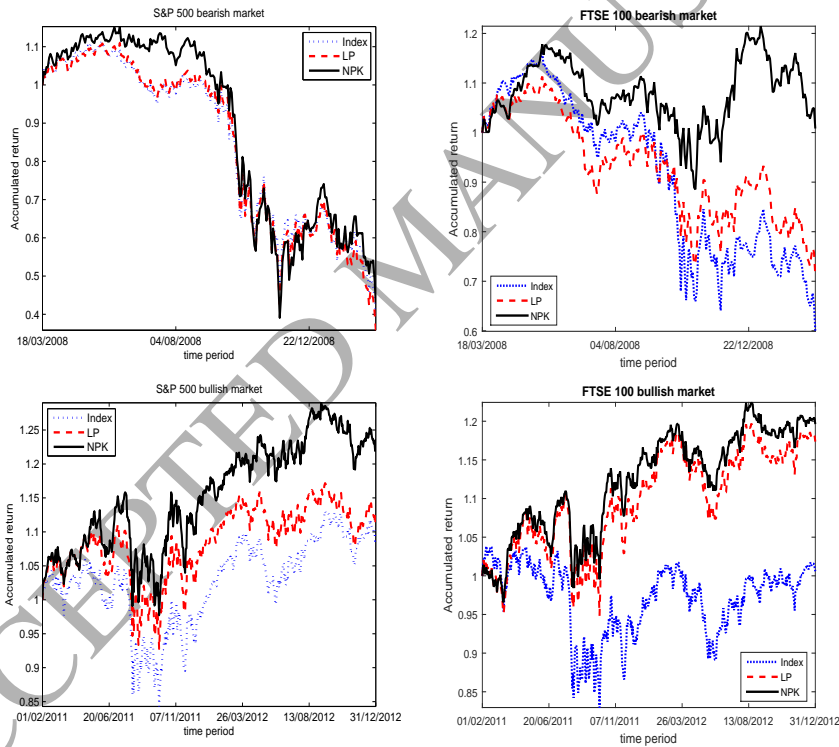 S&P 500 bearish market
Index
LP
NPK
1.1
1
0.9
0.8
0.7
0.6
0.5
0.4
Accumulated return
18/03/2008
04/08/2008
22/12/2008
time period
FTSE 100 bearish market
1.2
1.1
1
0.9
0.8
0.7
0.6
Accumulated return
Index
LP
NPK
18/03/2008
04/08/2008
22/12/2008
time period
S&P 500 bullish market
Index
LP
NPK
1.25
1.2
1.15
1.1
1.05
1
0.95
0.9
0.85
Accumulated return
01/02/2011
20/06/2011
07/11/2011
26/03/2012
13/08/2012
31/12/2012
time period
FTSE 100 bullish market
1.2
1.15
1.1
1.05
1
0.95
0.9
0.85
Accumulated return
Index
LP
NPK
01/02/2011
20/06/2011
07/11/2011
26/03/2012
13/08/2012
31/12/2012
time period
CCEPTED MANUS